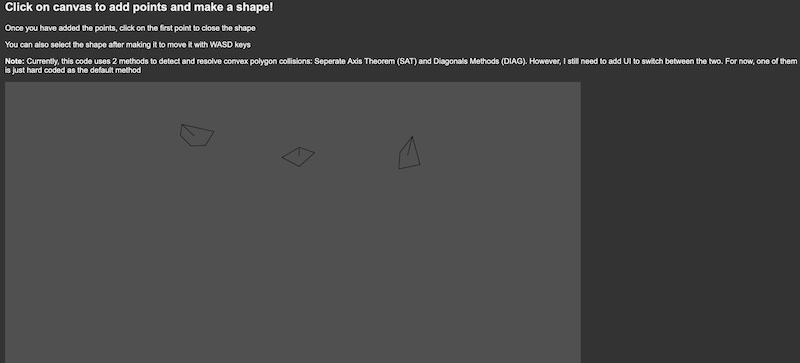 Click on canvas to add points and make a shape!
Once you have added the points, click on the first point to close the shape
You can also select the shape after making it to move it with WASD keys
Note: Currently, this code uses 2 methods to detect and resolve convex polygon collisions: Seperate Axis Theorem (SAT) and Diagonals Methods (DIAG). However, I still need to add UI to switch between the two. For now, one of them
is just hard coded as the default method